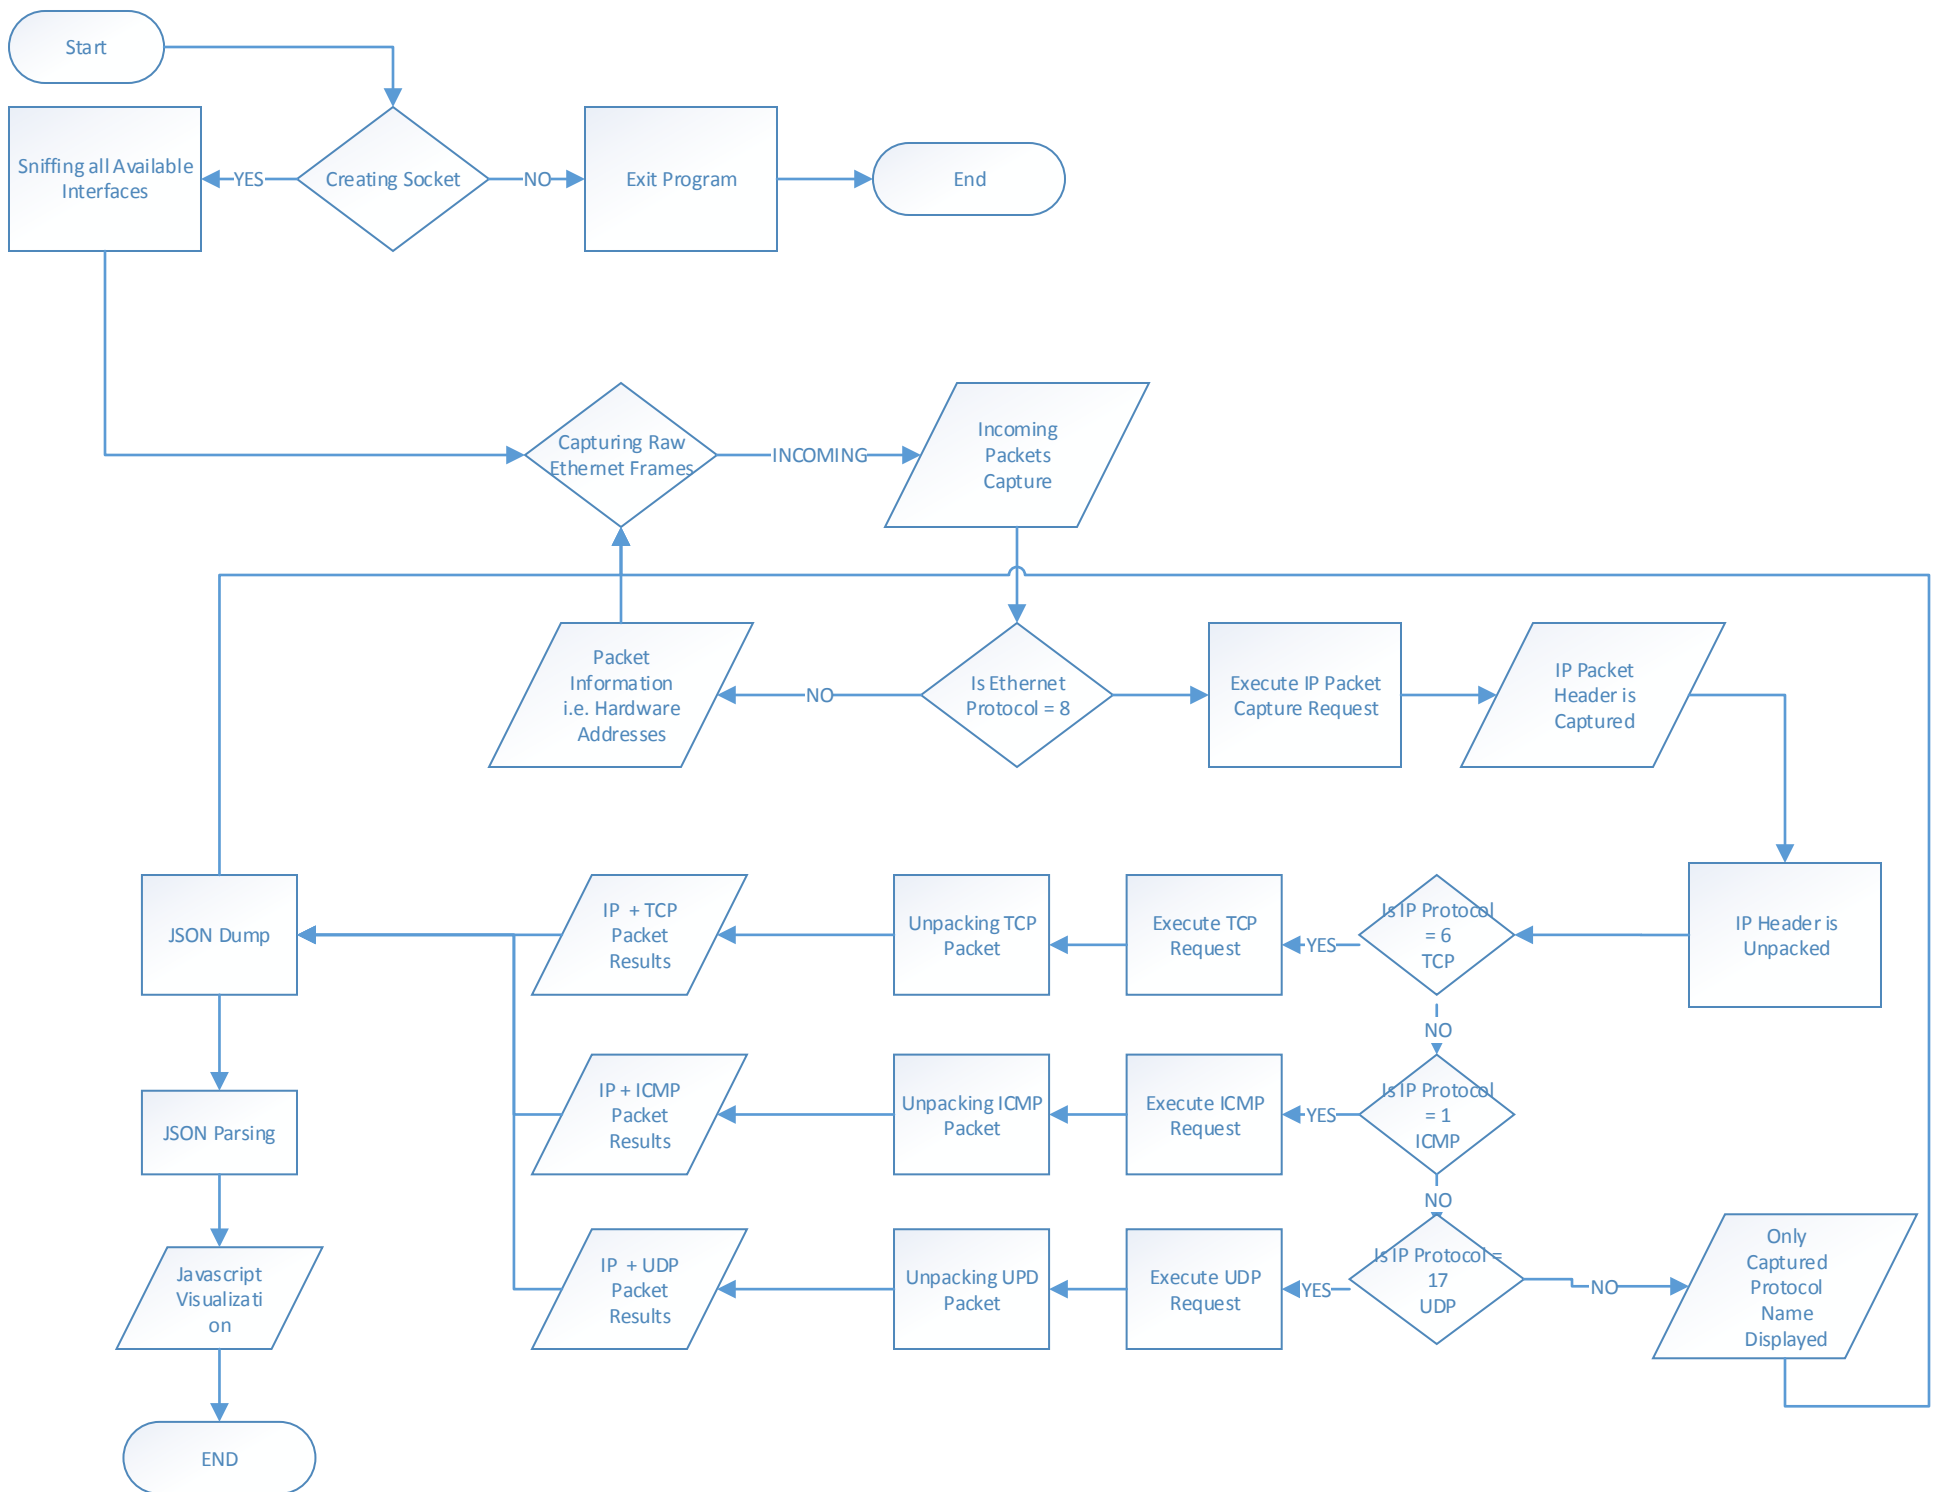 Start
Sniffing all Available
Interfaces
YES
Creating Socket
NO
Exit Program
End
Capturing Raw
Ethernet Frames
INCOMING
Incoming
Packets
Capture
Packet
Information
i.e. Hardware
Addresses
NO
Is Ethernet
Protocol = 8
Execute IP Packet
Capture Request
IP Packet
Header is
Captured
JSON Dump
IP + TCP
Packet
Results
Unpacking TCP
Packet
Execute TCP
Request
YES
Is IP Protocol
= 6
TCP
IP Header is
Unpacked
NO
JSON Parsing
IP + ICMP
Packet
Results
Unpacking ICMP
Packet
Execute ICMP
Request
YES
Is IP Protocol
= 1
ICMP
NO
Javascript
Visualizati
on
IP + UDP
Packet
Results
Unpacking UPD
Packet
Execute UDP
Request
YES
Is IP Protocol =
17
UDP
NO
Only
Captured
Protocol
Name
Displayed
END